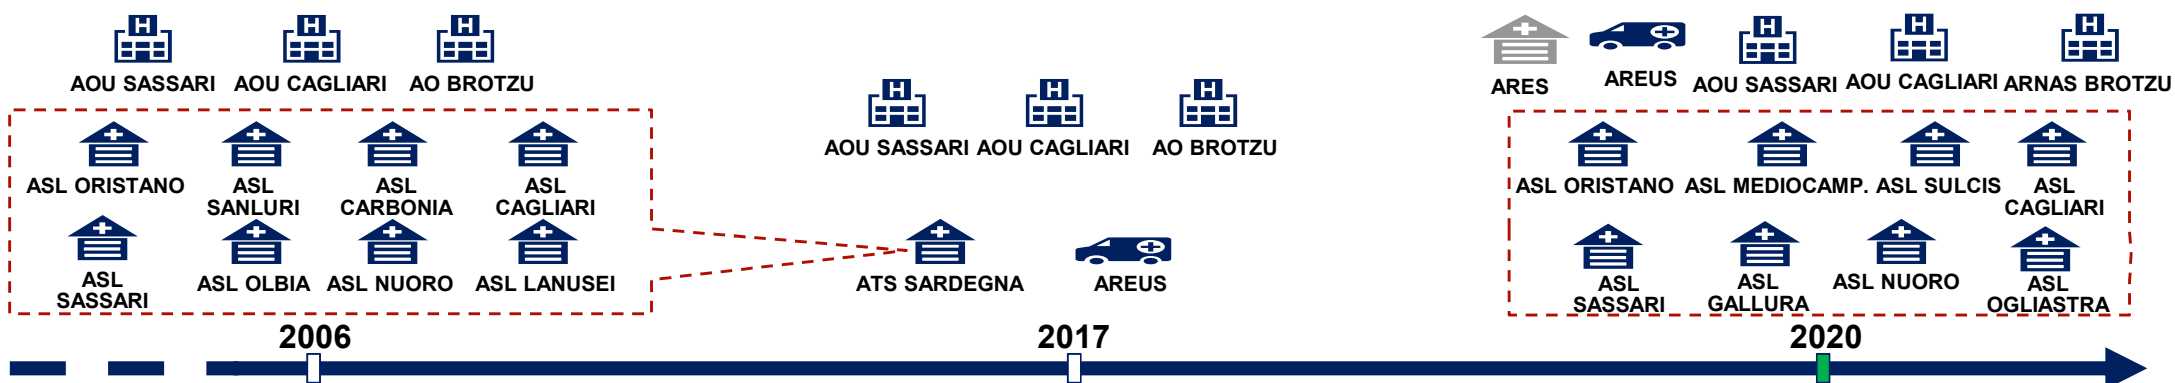 H
AOU SASSARI
H
AOU CAGLIARI
H
AO BROTZU
ASL ORISTANO
ASL
SANLURI
ASL
CARBONIA
ASL
CAGLIARI
ASL
SASSARI
ASL OLBIA
ASL NUORO
ASL LANUSEI
2006
H
AOU SASSARI
H
AOU CAGLIARI
H
AO BROTZU
ATS SARDEGNA
AREUS
2017
ARES
AREUS
H
AOU SASSARI
H
AOU CAGLIARI
H
ARNAS BROTZU
ASL ORISTANO
ASL MEDIOCAMP.
ASL SULCIS
ASL
CAGLIARI
ASL
SASSARI
ASL
GALLURA
ASL NUORO
ASL
OGLIASTRA
2020